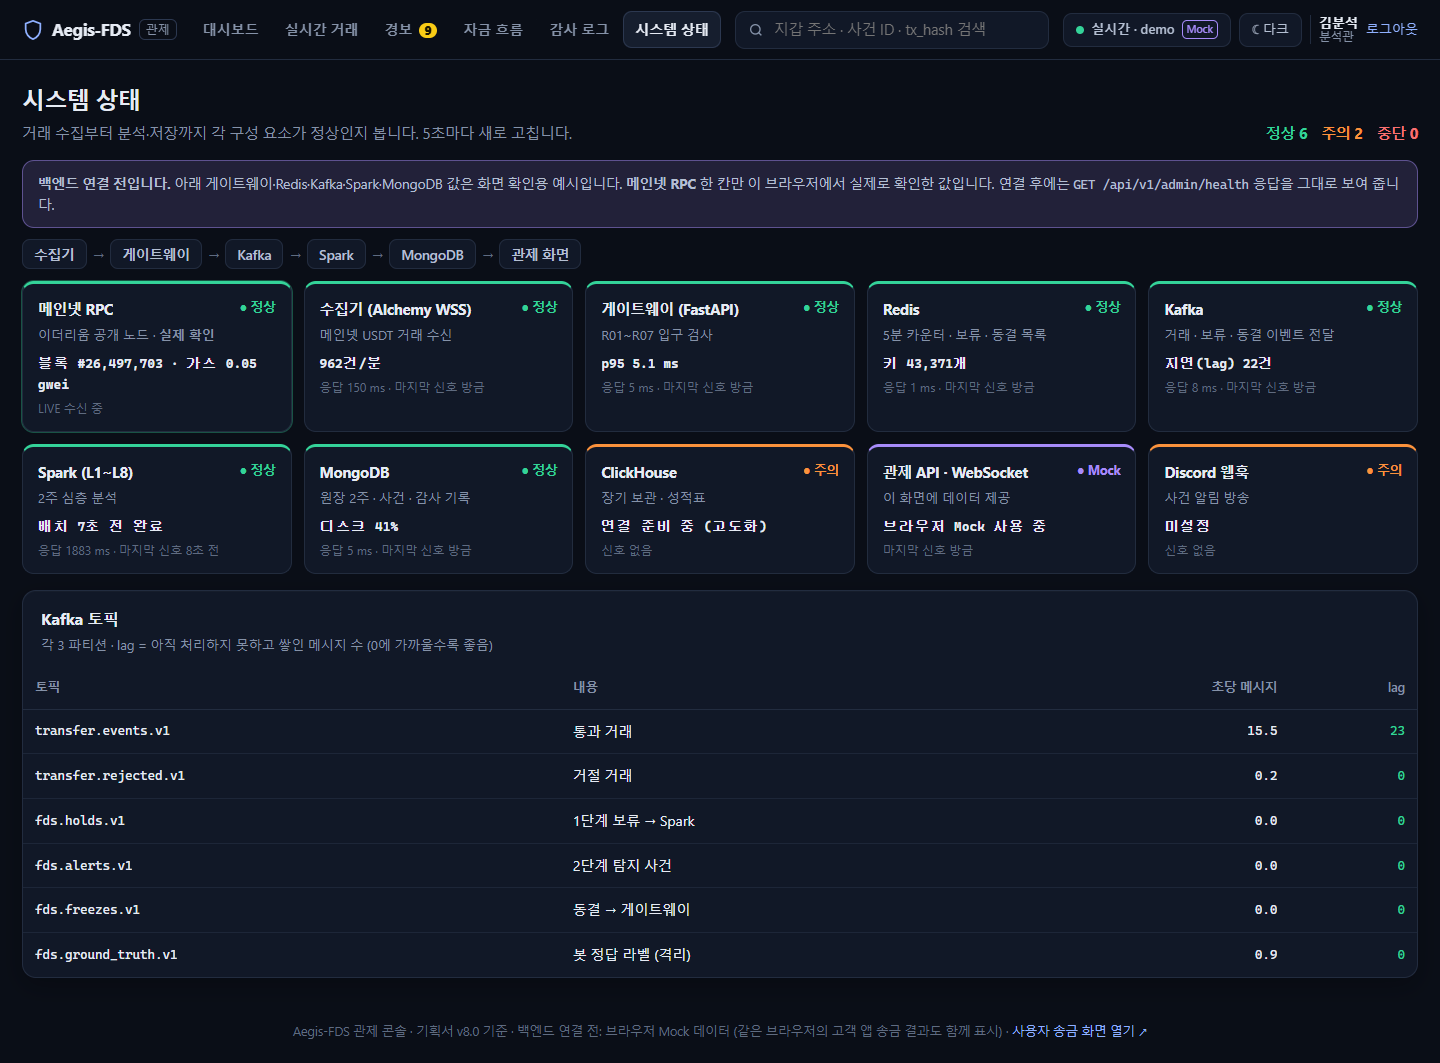 Aegis-FDS 관제 대시보드 실시간 거래 경보 9 자금 흐름 감사 로그 시스템 상태 지갑 주소 · 사건 ID · tx_hash 검색 실시간 · demo Mock ☾다크 김분석 분석관 로그아웃
시스템 상태
거래 수집부터 분석·저장까지 각 구성 요소가 정상인지 봅니다. 5초마다 새로 고칩니다. 정상 6 주의 2 중단 0
백엔드 연결 전입니다. 아래 게이트웨이·Redis·Kafka·Spark·MongoDB 값은 화면 확인용 예시입니다. 메인넷 RPC 한 칸만 이 브라우저에서 실제로 확인한 값입니다. 연결 후에는 GET /api/v1/admin/health 응답을 그대로 보여 줍니
다.
수집기 → 게이트웨이 → Kafka → Spark → MongoDB → 관제 화면
메인넷 RPC ● 정상
이더리움 공개 노드 · 실제 확인
블록 #26,497,703 · 가스 0.05
gwei
LIVE 수신 중
수집기 (Alchemy WSS) ● 정상
메인넷 USDT 거래 수신
962건/분
응답 150 ms · 마지막 신호 방금
게이트웨이 (FastAPI) ● 정상
R01~R07 입구 검사
p95 5.1 ms
응답 5 ms · 마지막 신호 방금
Redis ● 정상
5분 카운터 · 보류 · 동결 목록
키 43,371개
응답 1 ms · 마지막 신호 방금
Kafka ● 정상
거래 · 보류 · 동결 이벤트 전달
지연(lag) 22건
응답 8 ms · 마지막 신호 방금
Spark (L1~L8) ● 정상
2주 심층 분석
배치 7초 전 완료
응답 1883 ms · 마지막 신호 8초 전
MongoDB ● 정상
원장 2주 · 사건 · 감사 기록
디스크 41%
응답 5 ms · 마지막 신호 방금
ClickHouse ● 주의
장기 보관 · 성적표
연결 준비 중 (고도화)
신호 없음
관제 API · WebSocket ● Mock
이 화면에 데이터 제공
브라우저 Mock 사용 중
마지막 신호 방금
Discord 웹훅 ● 주의
사건 알림 방송
미설정
신호 없음
Kafka 토픽
각 3 파티션 · lag = 아직 처리하지 못하고 쌓인 메시지 수 (0에 가까울수록 좋음)
토픽 내용 초당 메시지 lag
transfer.events.v1 통과 거래 15.5 23
transfer.rejected.v1 거절 거래 0.2 0
fds.holds.v1 1단계 보류 → Spark 0.0 0
fds.alerts.v1 2단계 탐지 사건 0.0 0
fds.freezes.v1 동결 → 게이트웨이 0.0 0
fds.ground_truth.v1 봇 정답 라벨 (격리) 0.9 0
Aegis-FDS 관제 콘솔 · 기획서 v8.0 기준 · 백엔드 연결 전: 브라우저 Mock 데이터 (같은 브라우저의 고객 앱 송금 결과도 함께 표시) · 사용자 송금 화면 열기 ↗